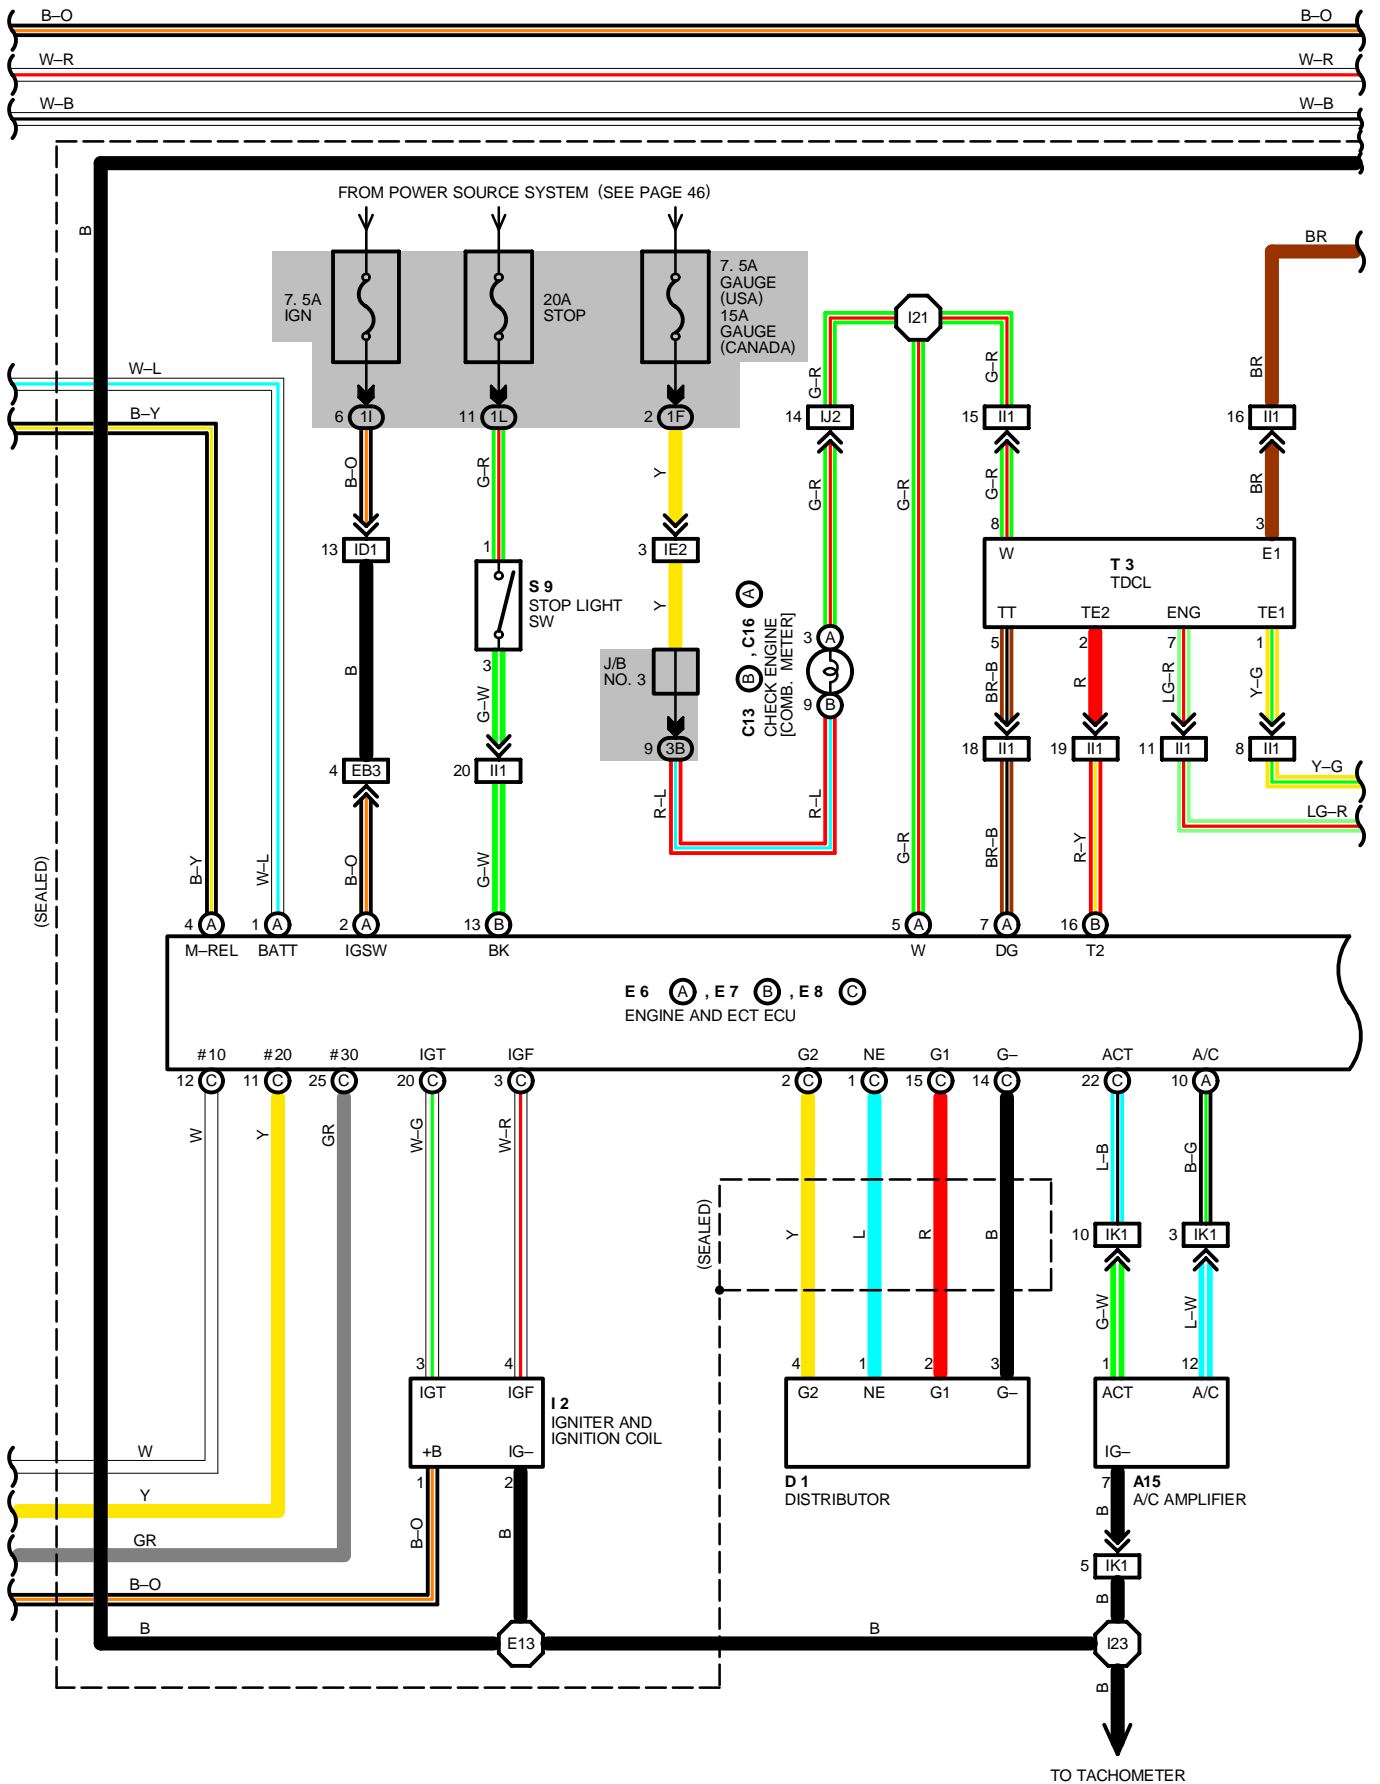 B–O B–O
W–R W–R
W–B W–B
FROM POWER SOURCE SYSTEM (SEE PAGE 46)
B
BR
7. 5A
IGN
20A
STOP
7. 5A
GAUGE
(USA)
15A
GAUGE
(CANADA)
I21
W–L
B–Y
G–R G–R BR
6 1I 11 1L 2 1F 14 IJ2 15 II1 16 II1
B–O G–R Y G–R G–R G–R BR
8 3
13 ID1 1 3 IE2
W E1
T 3
TDCL
S 9
STOP LIGHT
SW
Y
C13 B , C16 A
CHECK ENGINE
[COMB. METER]
TT TE2 ENG TE1
3 A
5 2 7 1
B
3
J/B
NO. 3
G–W
BR–B R LG–R Y–G
9 B
4 EB3 20 II1 9 3B 18 II1 19 II1 11 II1 8 II1
Y–G
R–L R–L
LG–R
(SEALED)
B–Y W–L B–O G–W G–R BR–B R–Y
4 A 1 A 2 A 13 B 5 A 7 A 16 B
M–REL BATT IGSW BK W DG T2
E 6 A , E 7 B , E 8 C
ENGINE AND ECT ECU
#10 #20 #30 IGT IGF G2 NE G1 G– ACT A/C
12 C 11 C 25 C 20 C 3 C 2 C 1 C 15 C 14 C 22 C 10 A
W Y GR W–G W–R L–B B–G
(SEALED)
Y L R B
10 IK1 3 IK1
G–W L–W
3 4 4 1 2 3 1 12
IGT IGF G2 NE G1 G– ACT A/C
I 2
IGNITER AND
IGNITION COIL
+B IG– IG–
W
1 2
D 1
DISTRIBUTOR
7 A15
A/C AMPLIFIER
Y
B–O B B
GR
5 IK1
B–O
B
B B
E13 I23
B
TO TACHOMETER